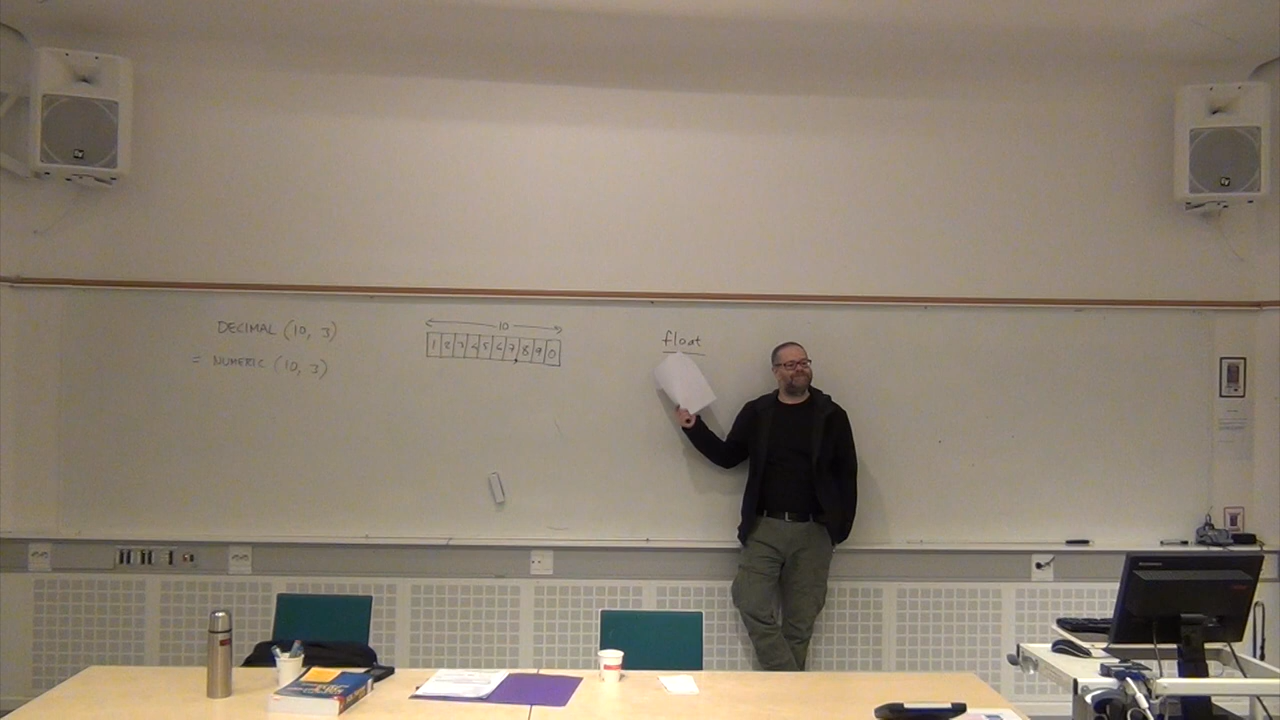 DECIMAL (10, 3)
= NUMERIC (10, 3)
10
1 2 3 4 5 6 7, 8 9 0
float